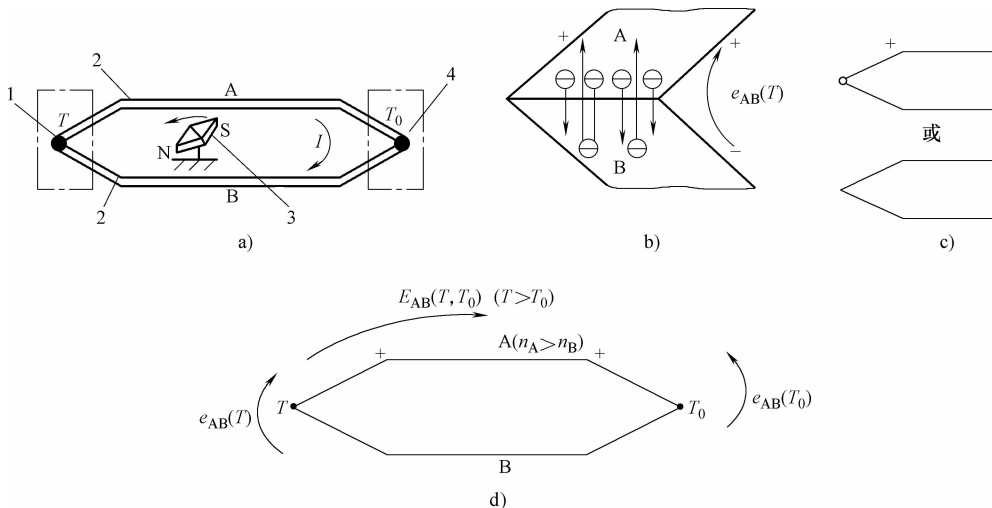 2
A
4
1
T
T₀
S
I
N
B
2
3
a)
+
A
+
e_AB(T)
B
−
b)
+
或
c)
E_AB(T, T₀) (T>T₀)
+
A(n_A>n_B)
+
T
T₀
e_AB(T)
e_AB(T₀)
B
d)